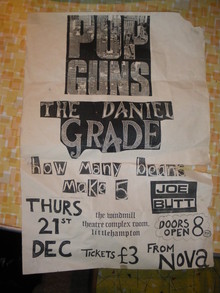 POP
GUNS
THE DANIEL
GRADE
how many beans
make 5
JOE
BUTT
THURS
21ST
DEC
the windmill
theatre complex town,
littlehampton
DOORS
OPEN 8
TICKETS £3 FROM
Nova